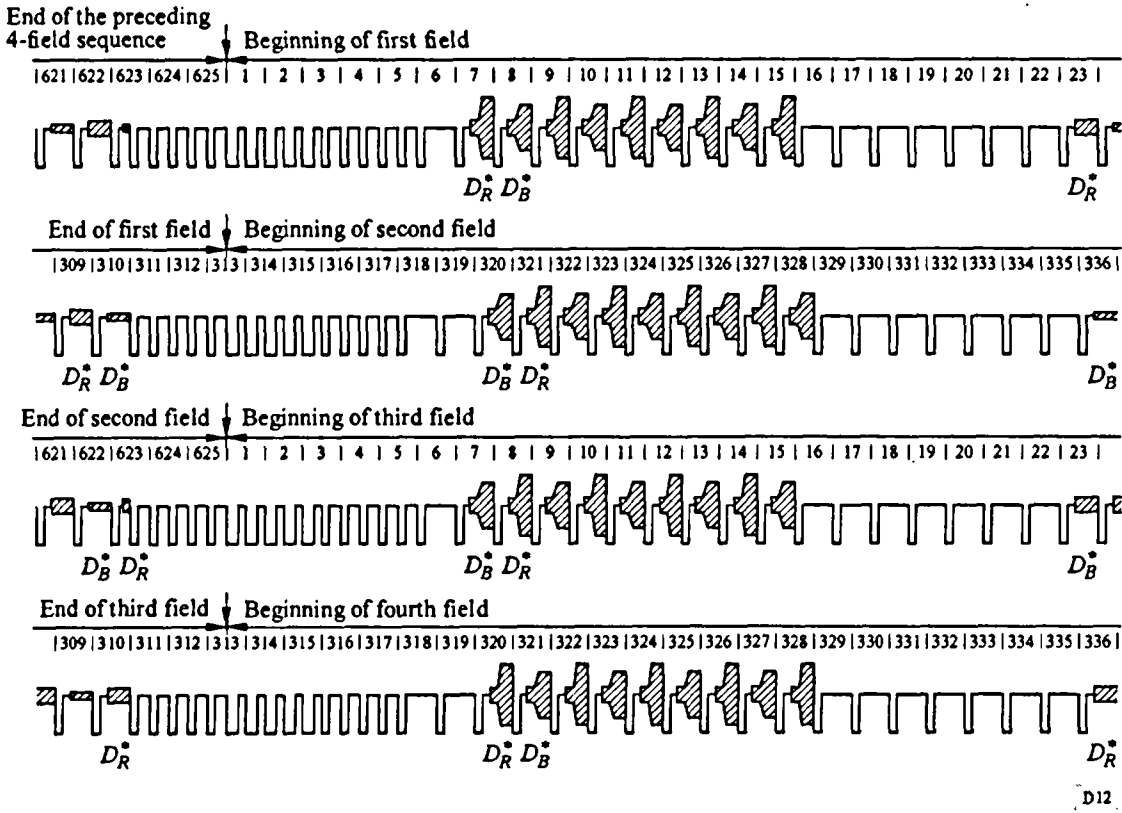 End of the preceding
4-field sequence Beginning of first field
|621|622|623|624|625| 1 | 2 | 3 | 4 | 5 | 6 | 7 | 8 | 9 |10|11|12|13|14|15|16|17|18|19|20|21|22|23|
D*R D*B D*R
End of first field Beginning of second field
|309|310|311|312|313|314|315|316|317|318|319|320|321|322|323|324|325|326|327|328|329|330|331|332|333|334|335|336|
D*R D*B D*B D*R D*B
End of second field Beginning of third field
|621|622|623|624|625| 1 | 2 | 3 | 4 | 5 | 6 | 7 | 8 | 9 |10|11|12|13|14|15|16|17|18|19|20|21|22|23|
D*B D*R D*B D*R D*B
End of third field Beginning of fourth field
|309|310|311|312|313|314|315|316|317|318|319|320|321|322|323|324|325|326|327|328|329|330|331|332|333|334|335|336|
D*R D*R D*B D*R
D12